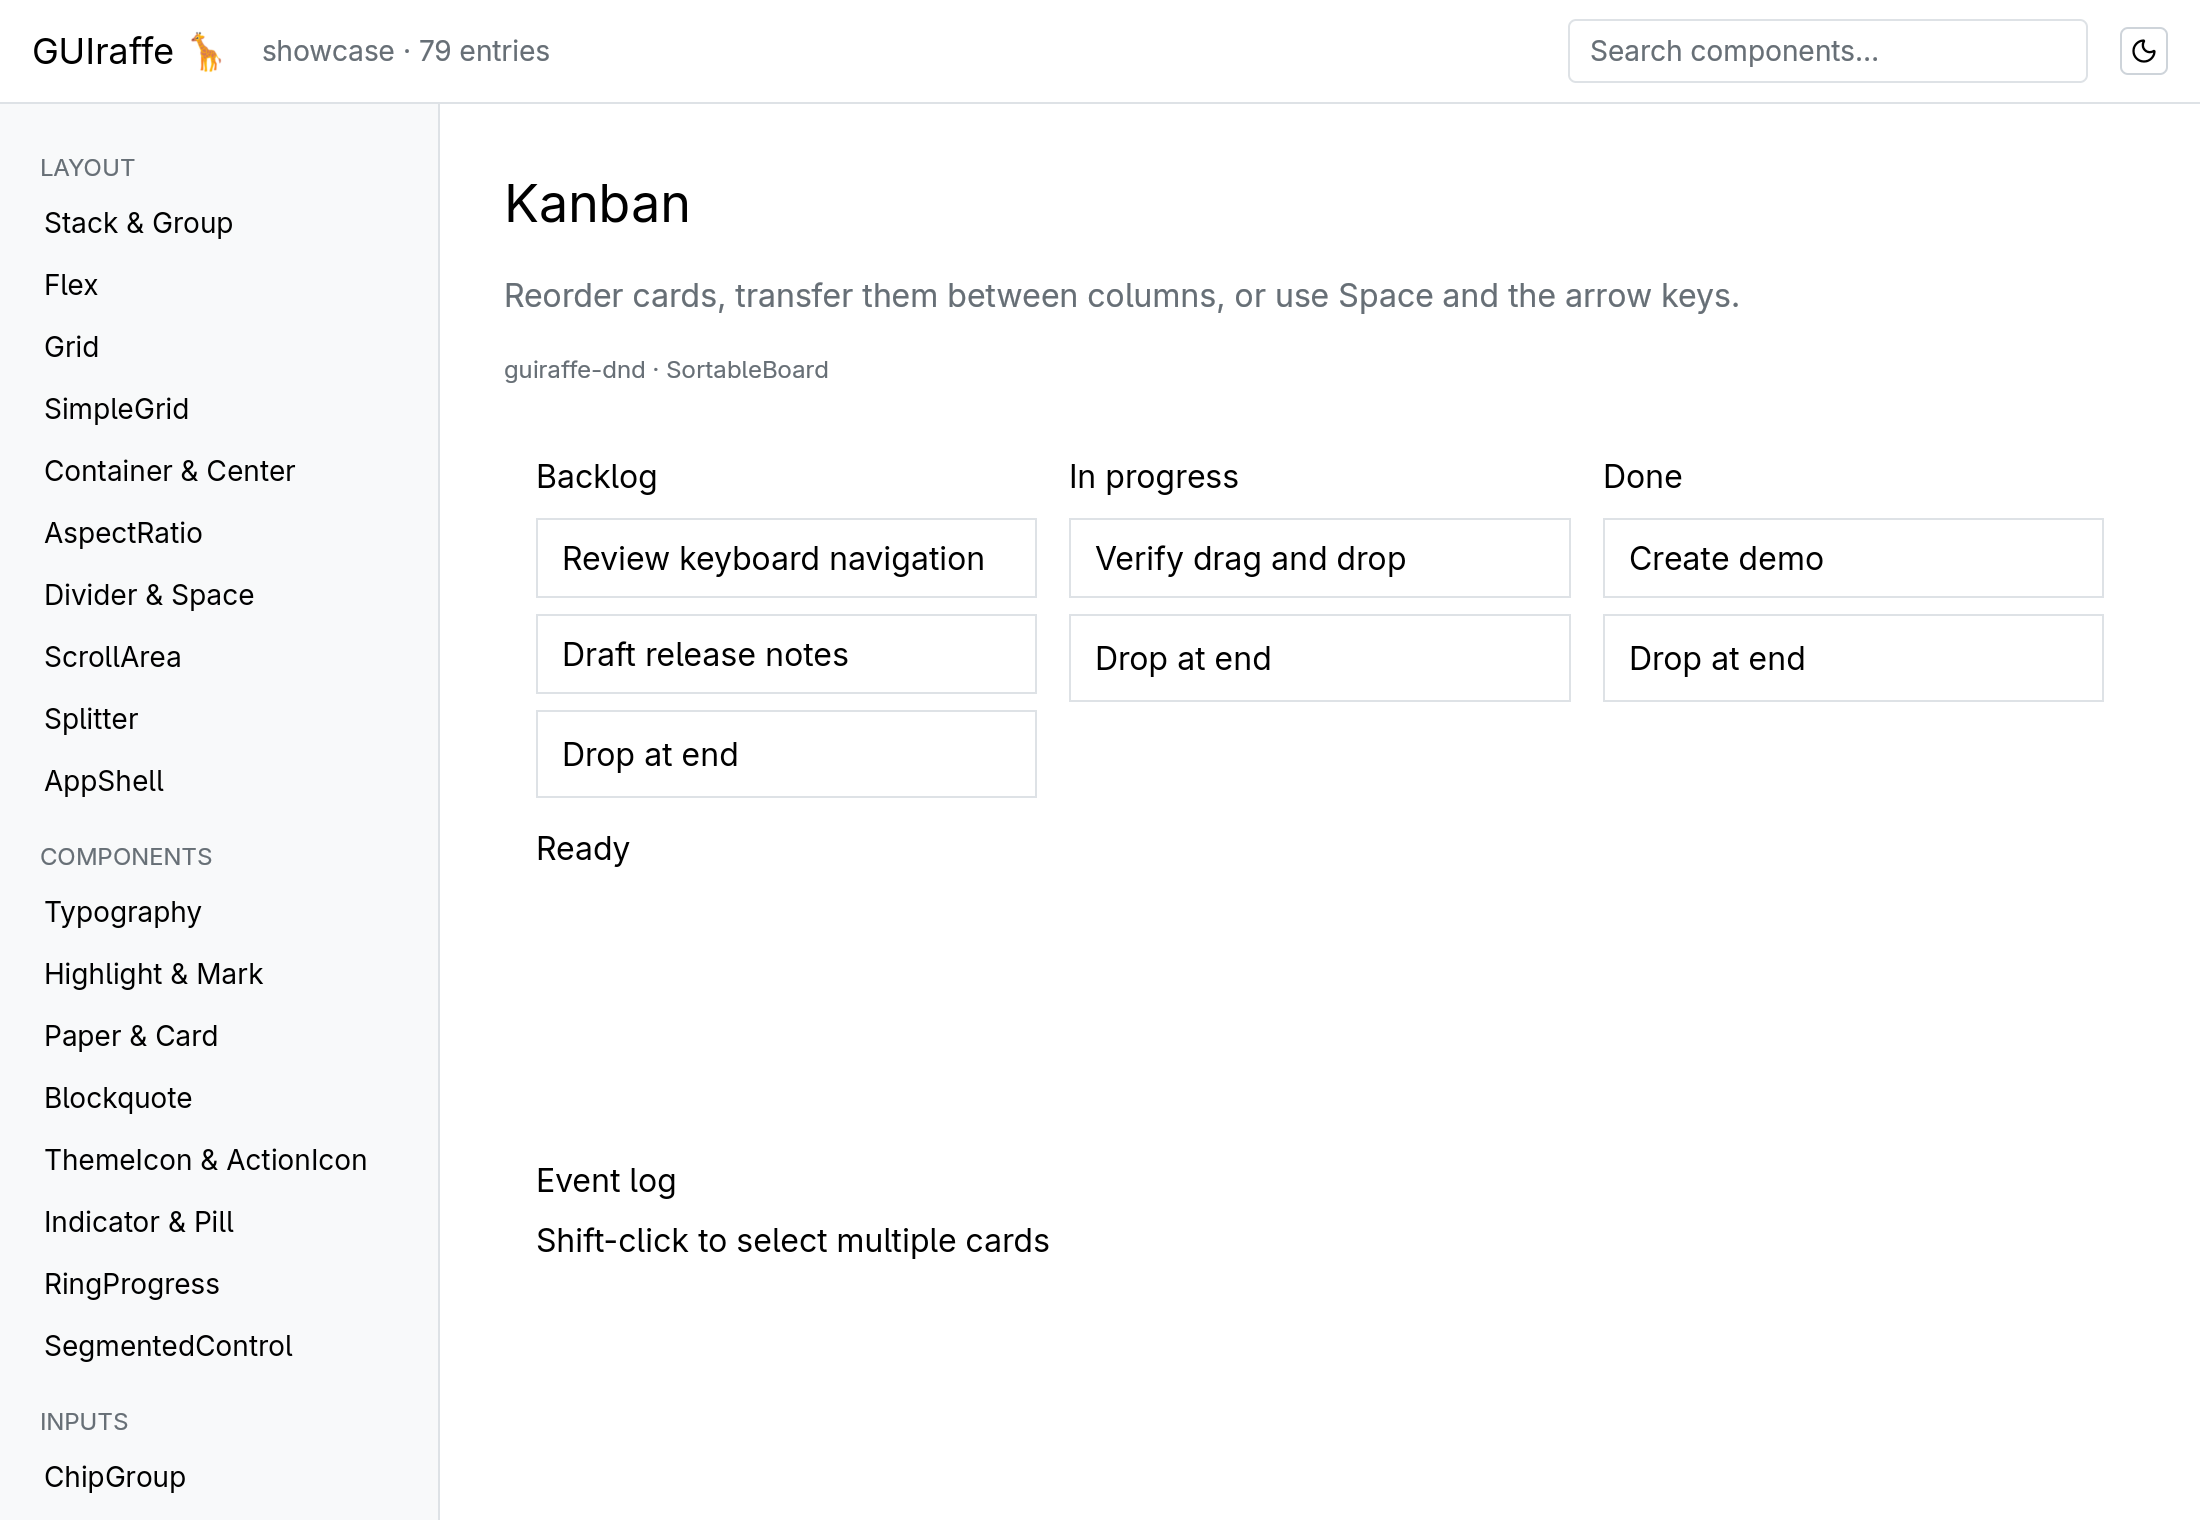 GUIraffe 🦒 showcase · 79 entries
Search components...
LAYOUT
Stack & Group
Flex
Grid
SimpleGrid
Container & Center
AspectRatio
Divider & Space
ScrollArea
Splitter
AppShell
COMPONENTS
Typography
Highlight & Mark
Paper & Card
Blockquote
ThemeIcon & ActionIcon
Indicator & Pill
RingProgress
SegmentedControl
INPUTS
ChipGroup
Kanban
Reorder cards, transfer them between columns, or use Space and the arrow keys.
guiraffe-dnd · SortableBoard
Backlog
Review keyboard navigation
Draft release notes
Drop at end
In progress
Verify drag and drop
Drop at end
Done
Create demo
Drop at end
Ready
Event log
Shift-click to select multiple cards